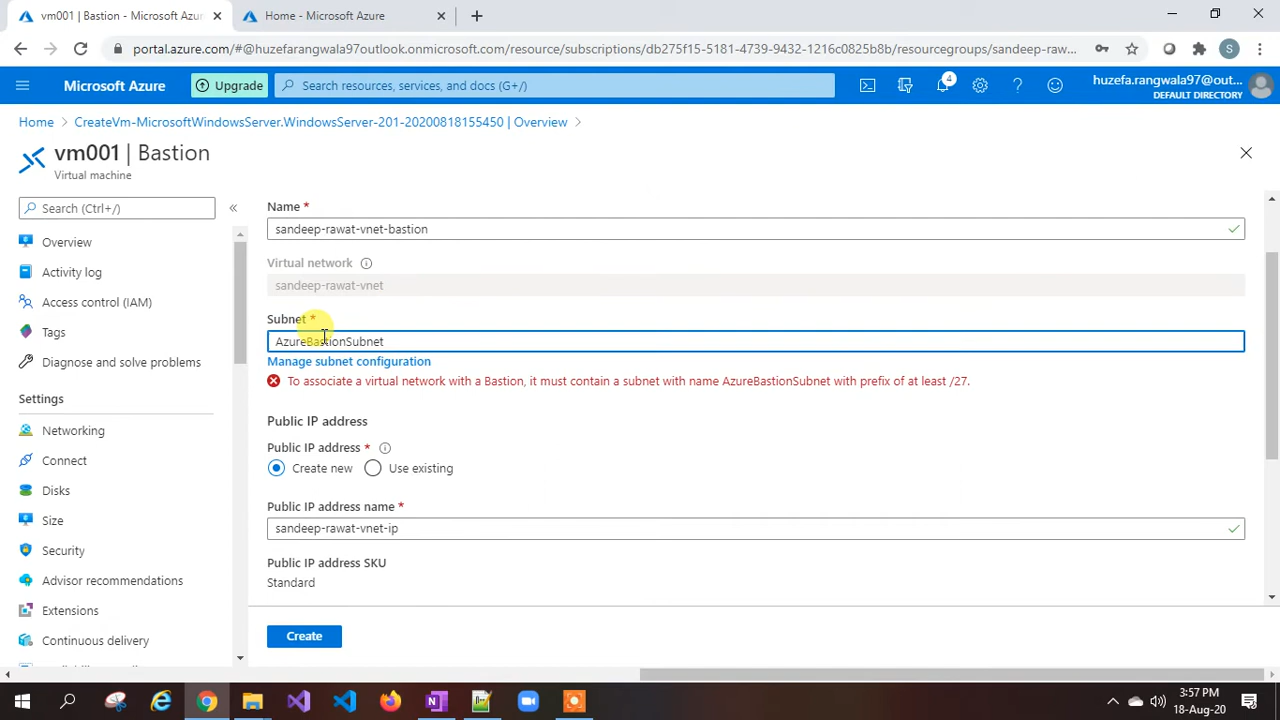 vm001 | Bastion - Microsoft Azur
Home - Microsoft Azure
portal.azure.com/#@huzefarangwala97outlook.onmicrosoft.com/resource/subscriptions/db275f15-5181-4739-9432-1216c0825b8b/resourcegroups/sandeep-raw...
S
Microsoft Azure
Upgrade
Search resources, services, and docs (G+/)
4
huzefa.rangwala97@out...
DEFAULT DIRECTORY
Home > CreateVm-MicrosoftWindowsServer.WindowsServer-201-20200818155450 | Overview >
vm001 | Bastion
Virtual machine
Search (Ctrl+/)
Overview
Activity log
Access control (IAM)
Tags
Diagnose and solve problems
Settings
Networking
Connect
Disks
Size
Security
Advisor recommendations
Extensions
Continuous delivery
Name *
sandeep-rawat-vnet-bastion
Virtual network
sandeep-rawat-vnet
Subnet *
AzureBastionSubnet
Manage subnet configuration
To associate a virtual network with a Bastion, it must contain a subnet with name AzureBastionSubnet with prefix of at least /27.
Public IP address
Public IP address *
Create new
Use existing
Public IP address name *
sandeep-rawat-vnet-ip
Public IP address SKU
Standard
Create
3:57 PM
18-Aug-20